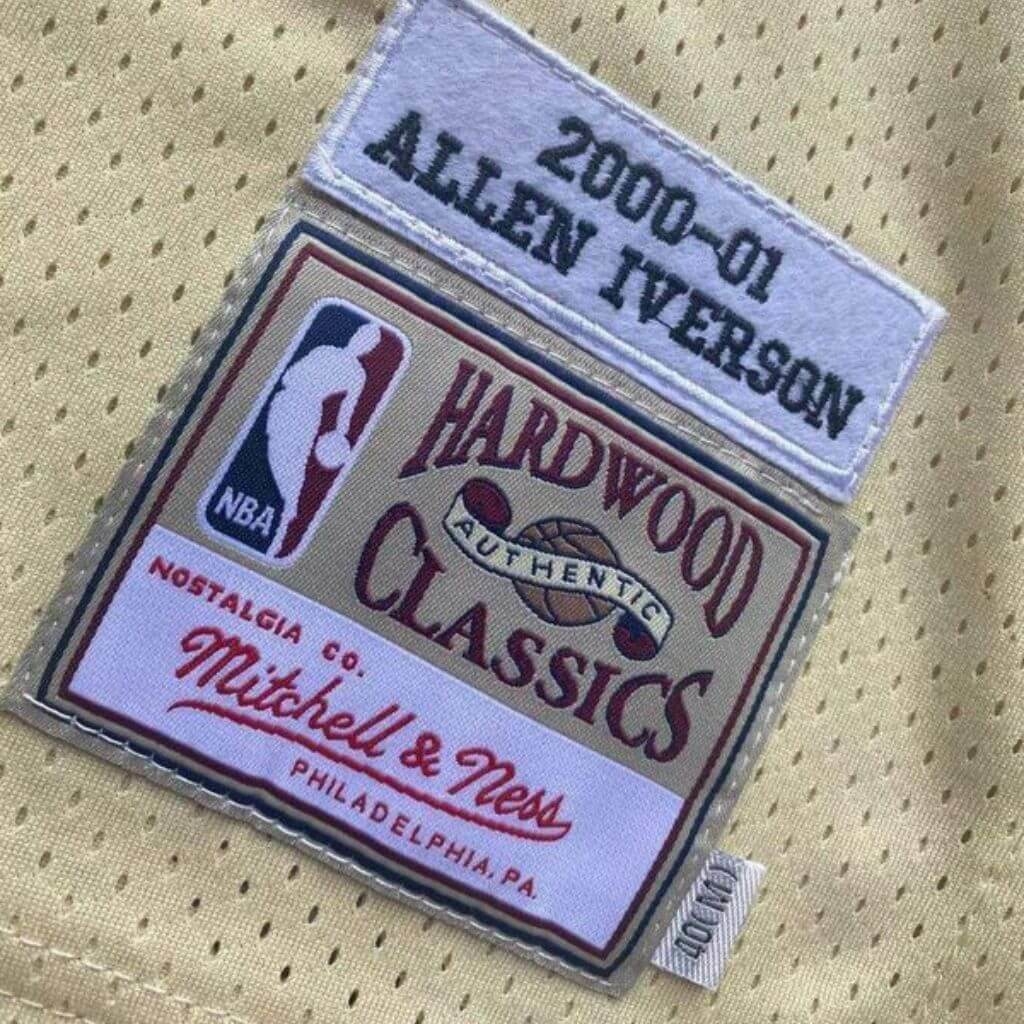 2000-01
ALLEN IVERSON
NBA
HARDWOOD
AUTHENTIC
CLASSICS
NOSTALGIA CO.
Mitchell & Ness
PHILADELPHIA, PA.